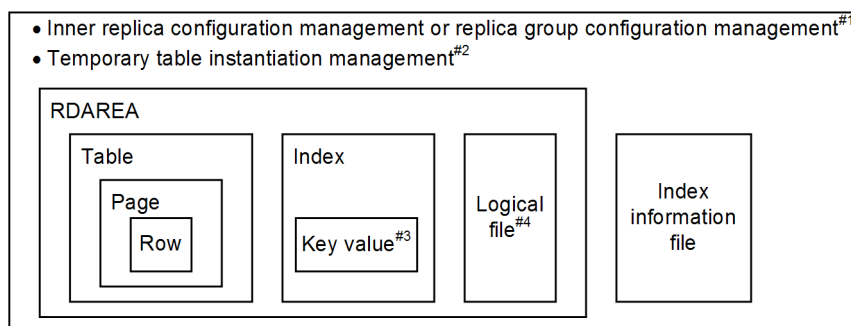 • Inner replica configuration management or replica group configuration management#1
• Temporary table instantiation management#2
RDAREA
Table
Page
Row
Index
Key value#3
Logical
file#4
Index
information
file